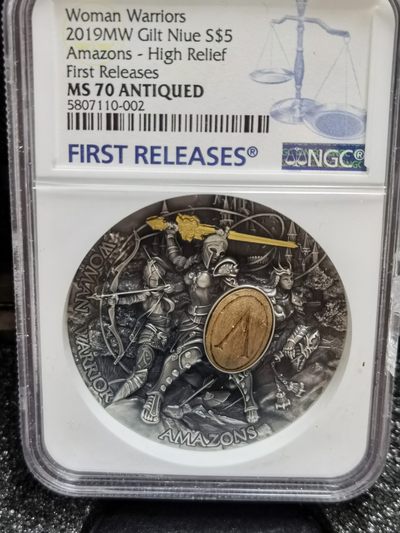 Woman Warriors
2019MW Gilt Niue S$5
Amazons - High Relief
First Releases
MS 70 ANTIQUED
5807110-002
FIRST RELEASES®
NGC
WOMAN WARRIOR
AMAZONS